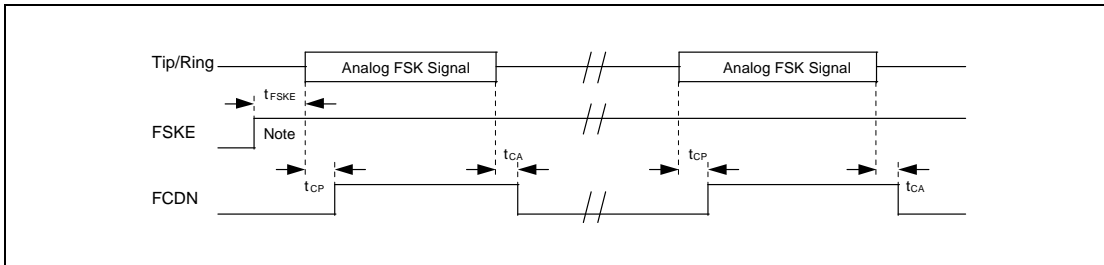 Tip/Ring Analog FSK Signal Analog FSK Signal
tFSKE
FSKE Note
tCA tCP
tCP tCA
FCDN